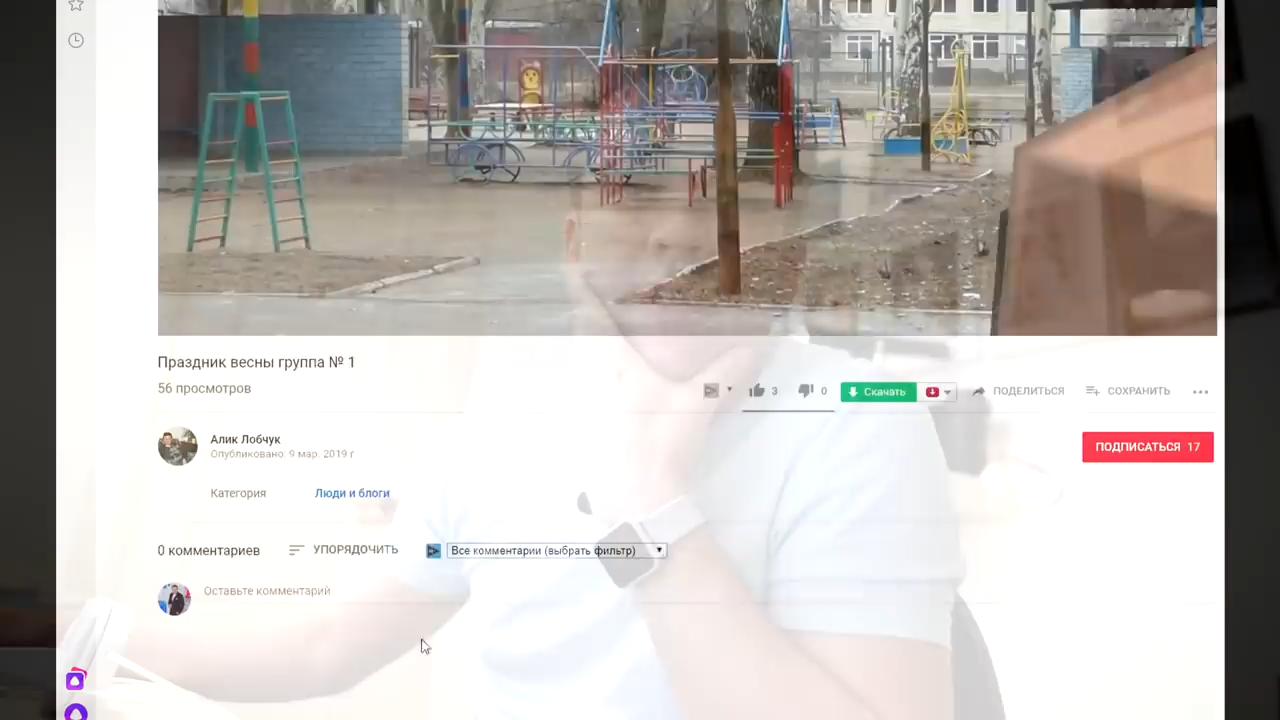 Праздник весны группа № 1
56 просмотров
3
0
Скачать
ПОДЕЛИТЬСЯ
СОХРАНИТЬ
Алик Лобчук
Опубликовано: 9 мар. 2019 г
ПОДПИСАТЬСЯ 17
Категория
Люди и блоги
0 комментариев
УПОРЯДОЧИТЬ
Все комментарии (выбрать фильтр)
Оставьте комментарий